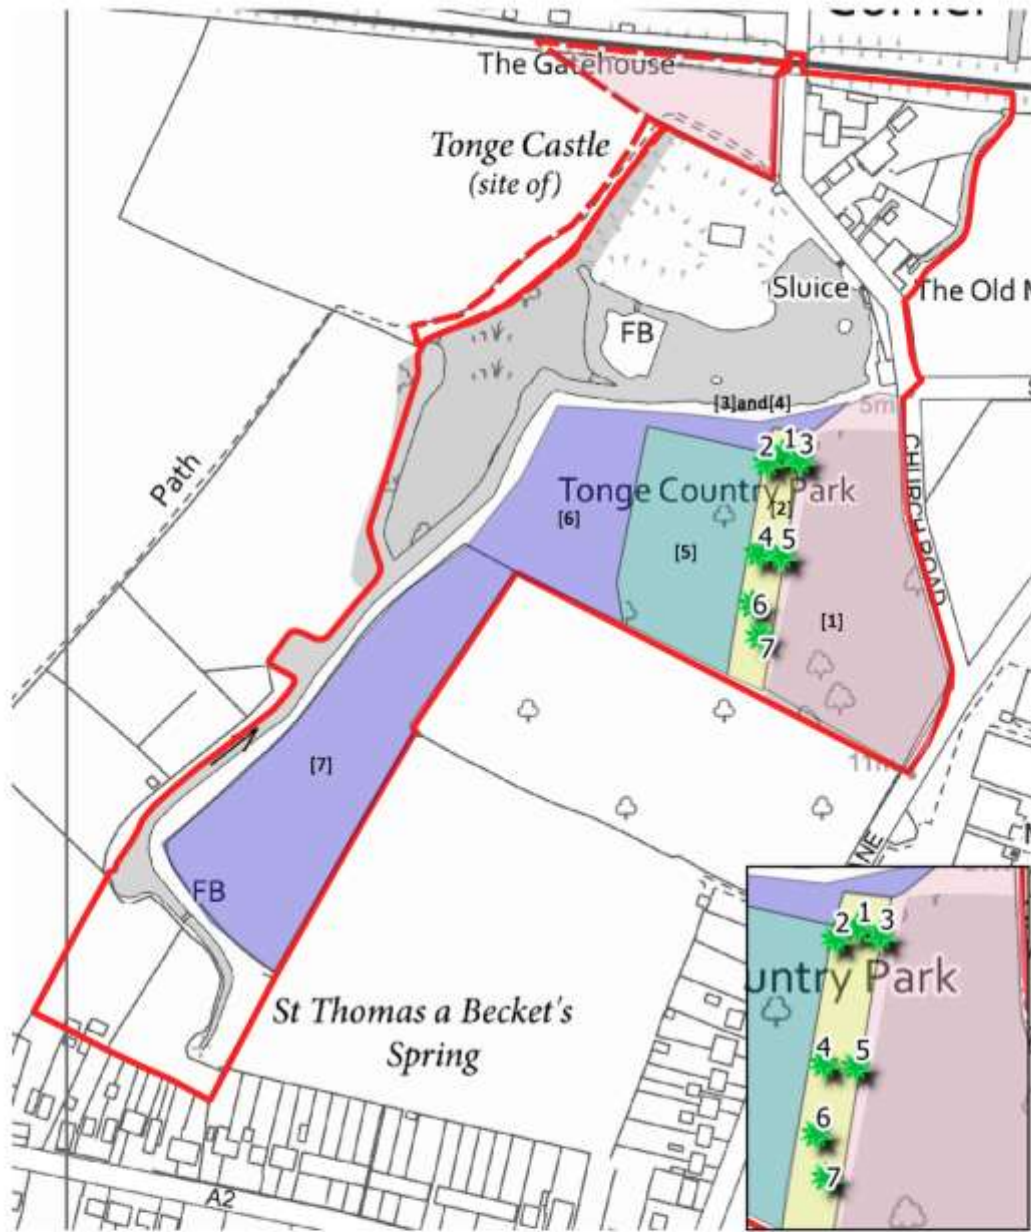 The Gatehouse
Tonge Castle
(site of)
Sluice
The Old M
FB
[3]and[4]
5m
CHURCH ROAD
Path
2 1 3
Tonge Country Park
[6]
[2]
[5]
4 5
6
[1]
7
[7]
11m
NE
FB
2 1 3
untry Park
4 5
6
7
St Thomas a Becket's
Spring
A2